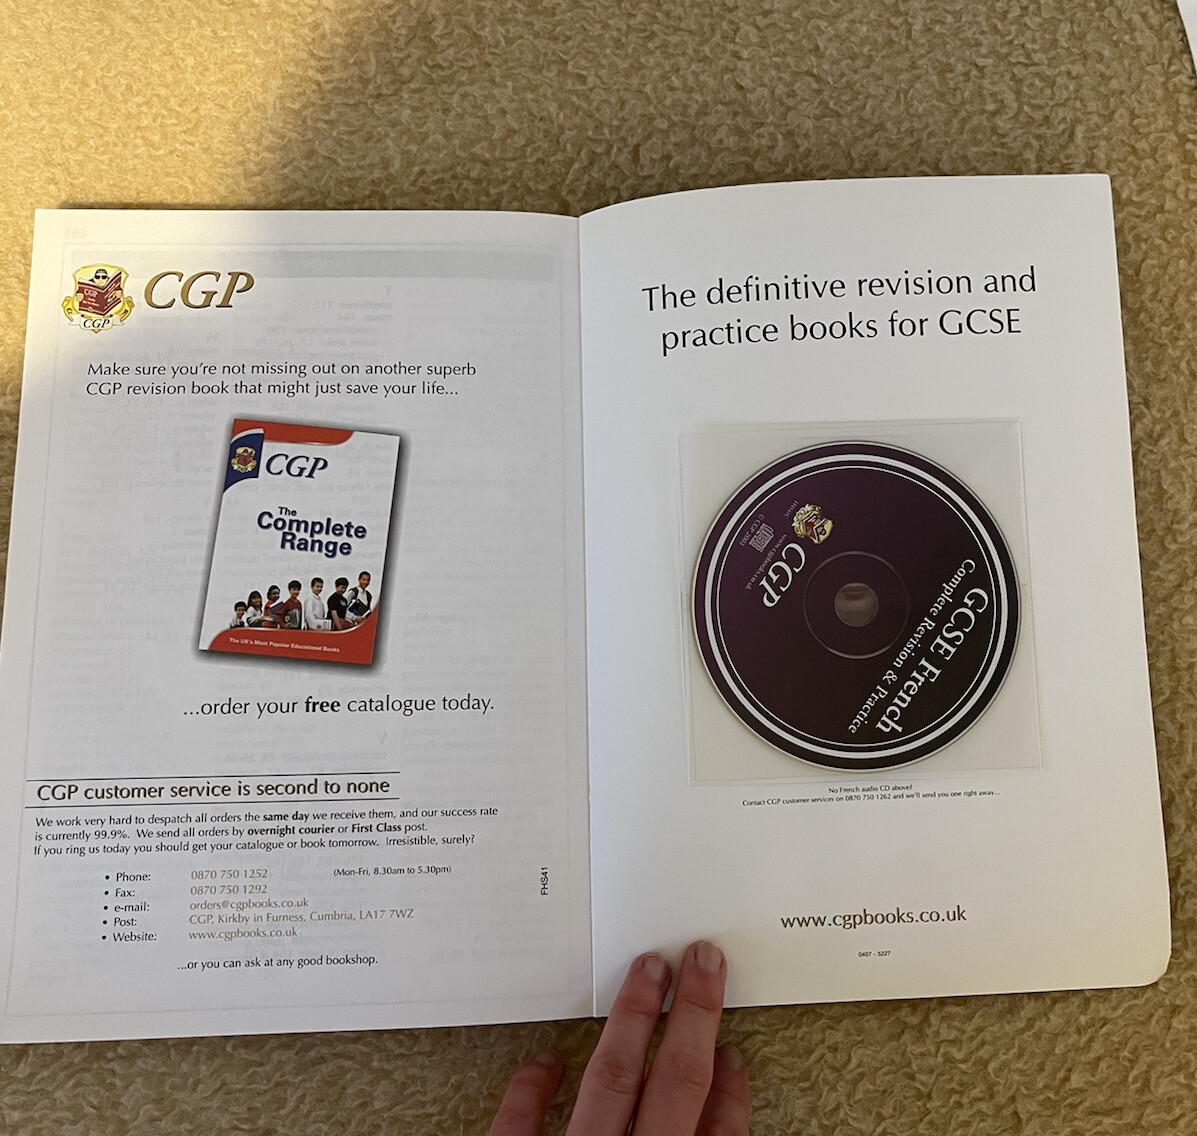 CGP
CGP
CGP
Make sure you're not missing out on another superb
CGP revision book that might just save your life...
CGP
The
Complete
Range
The UK's Most Popular Educational Books
...order your free catalogue today.
CGP customer service is second to none
We work very hard to despatch all orders the same day we receive them, and our success rate
is currently 99.9%. We send all orders by overnight courier or First Class post.
If you ring us today you should get your catalogue or book tomorrow. Irresistible, surely?
• Phone: 0870 750 1252 (Mon-Fri, 8.30am to 5.30pm)
• Fax: 0870 750 1292
• e-mail: orders@cgpbooks.co.uk
• Post: CGP, Kirkby in Furness, Cumbria, LA17 7WZ
• Website: www.cgpbooks.co.uk
...or you can ask at any good bookshop.
FHS41
The definitive revision and
practice books for GCSE
GCSE French
Complete Revision & Practice
CGP
www.cgpbooks.co.uk
© CGP 2003
No French audio CD above?
Contact CGP customer services on 0870 750 1262 and we'll send you one right away...
www.cgpbooks.co.uk
0407 - 5227